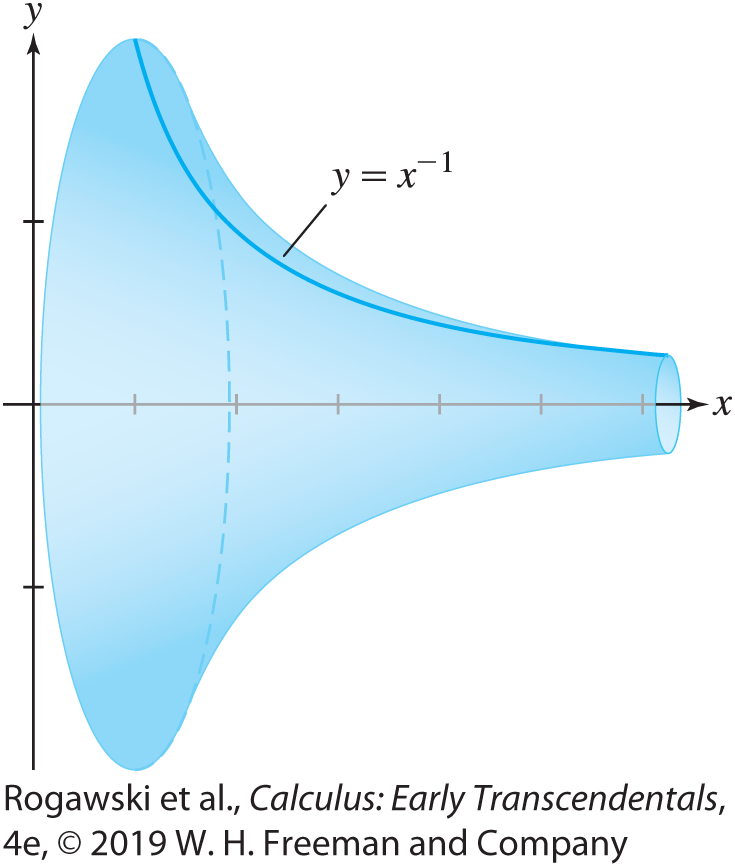 y
y = x⁻¹
x
Rogawski et al., Calculus: Early Transcendentals,
4e, © 2019 W. H. Freeman and Company